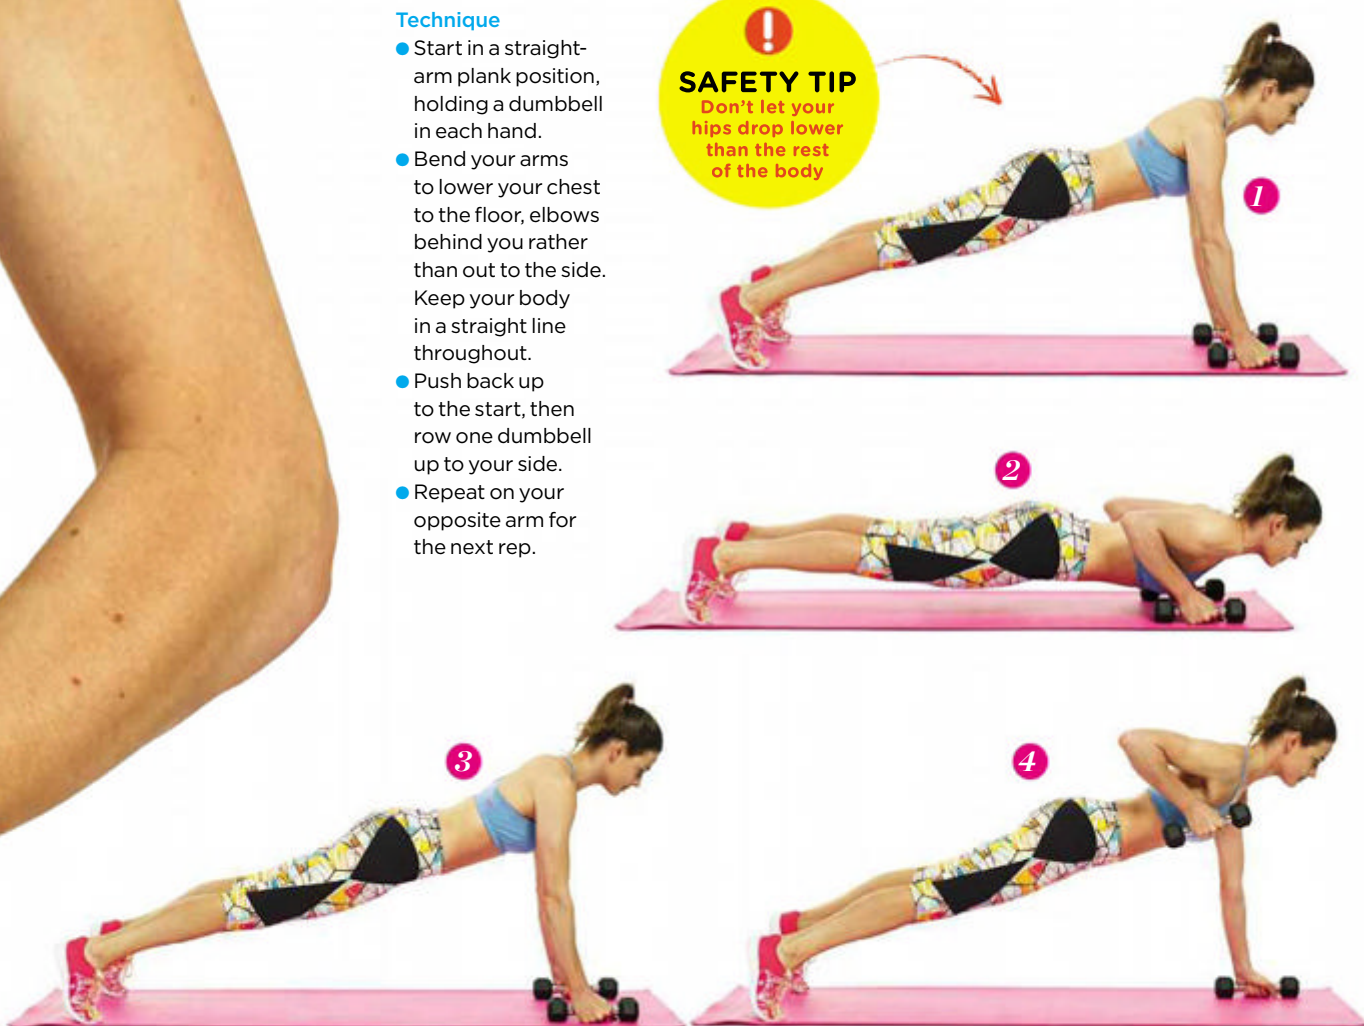 Technique
● Start in a straight-
arm plank position,
holding a dumbbell
in each hand.
● Bend your arms
to lower your chest
to the floor, elbows
behind you rather
than out to the side.
Keep your body
in a straight line
throughout.
● Push back up
to the start, then
row one dumbbell
up to your side.
● Repeat on your
opposite arm for
the next rep.
!
SAFETY TIP
Don't let your
hips drop lower
than the rest
of the body
1
2
3
4